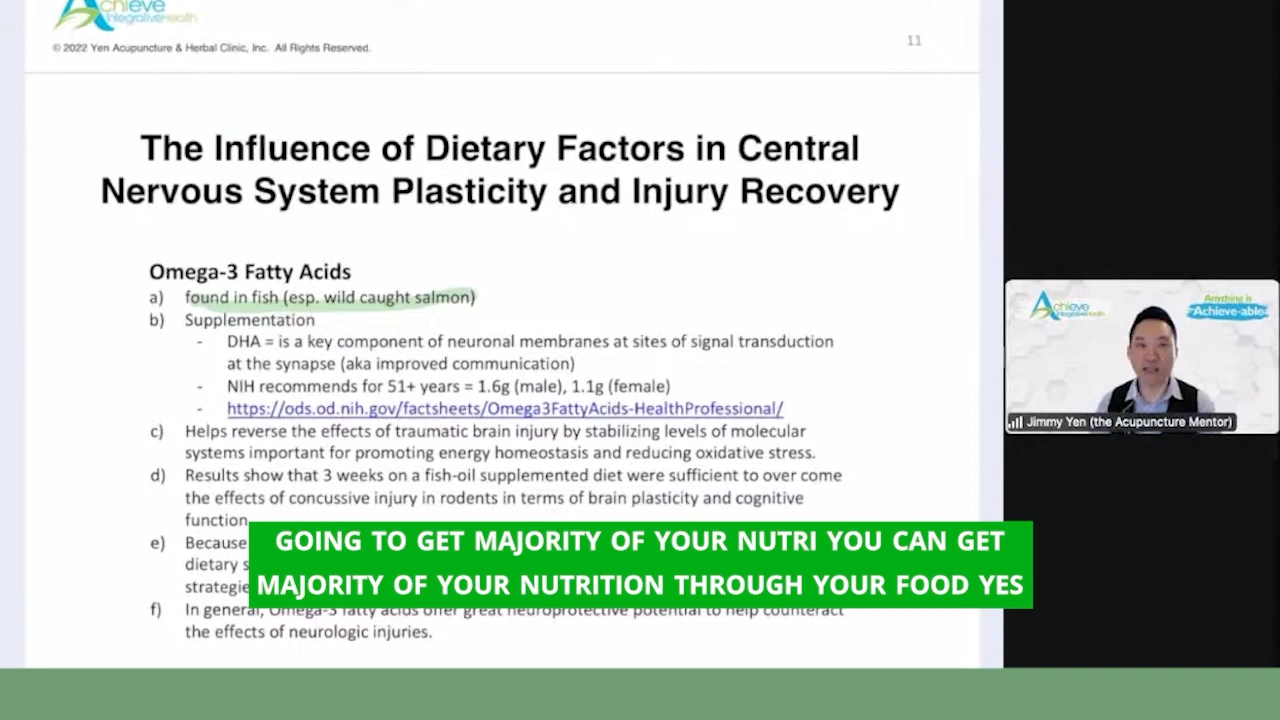 Achieve
IntegrativeHealth
© 2022 Yen Acupuncture & Herbal Clinic, Inc. All Rights Reserved.
11
The Influence of Dietary Factors in Central
Nervous System Plasticity and Injury Recovery
Omega-3 Fatty Acids
a) found in fish (esp. wild caught salmon)
b) Supplementation
- DHA = is a key component of neuronal membranes at sites of signal transduction
at the synapse (aka improved communication)
- NIH recommends for 51+ years = 1.6g (male), 1.1g (female)
- https://ods.od.nih.gov/factsheets/Omega3FattyAcids-HealthProfessional/
c) Helps reverse the effects of traumatic brain injury by stabilizing levels of molecular
systems important for promoting energy homeostasis and reducing oxidative stress.
d) Results show that 3 weeks on a fish-oil supplemented diet were sufficient to over come
the effects of concussive injury in rodents in terms of brain plasticity and cognitive
function.
e) Because
dietary
strategie
f) In general, Omega-3 fatty acids offer great neuroprotective potential to help counteract
the effects of neurologic injuries.
GOING TO GET MAJORITY OF YOUR NUTRI YOU CAN GET
MAJORITY OF YOUR NUTRITION THROUGH YOUR FOOD YES
Achieve
IntegrativeHealth
Anything is
Achieve-able
Jimmy Yen (the Acupuncture Mentor)